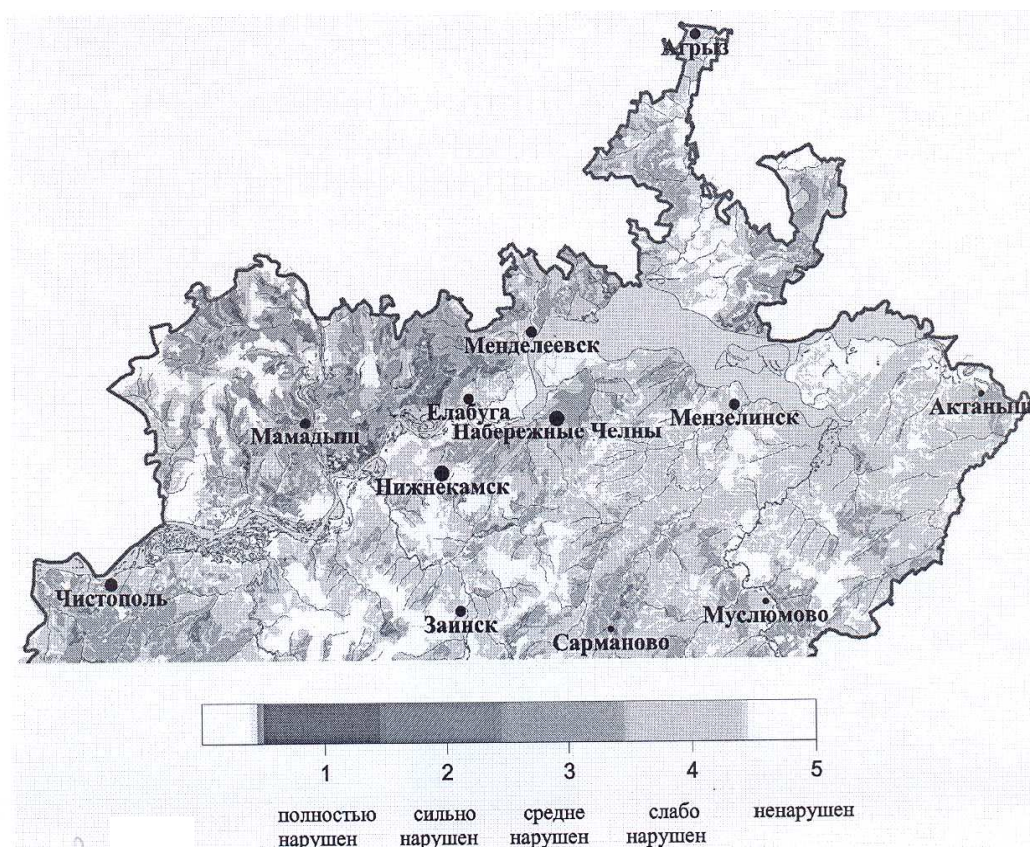 Агрыз
Менделеевск
Елабуга
Набережные Челны
Мензелинск
Актаныш
Мамадыш
Нижнекамск
Чистополь
Заинск
Сарманово
Муслюмово
1 2 3 4 5
полностью сильно средне слабо ненарушен
нарушен нарушен нарушен нарушен